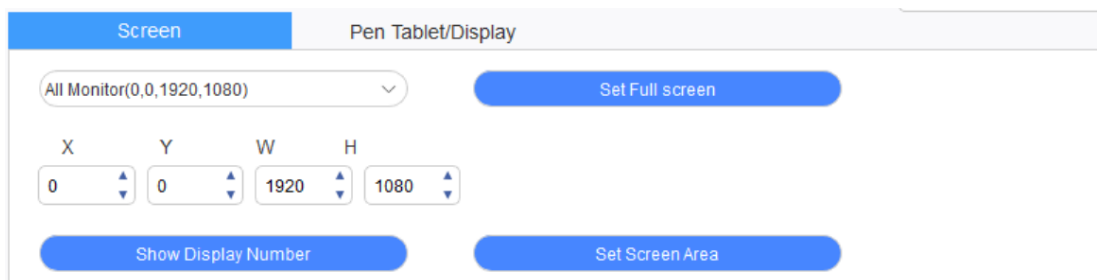 Screen Pen Tablet/Display
All Monitor(0,0,1920,1080) Set Full screen
X Y W H
0 0 1920 1080
Show Display Number Set Screen Area